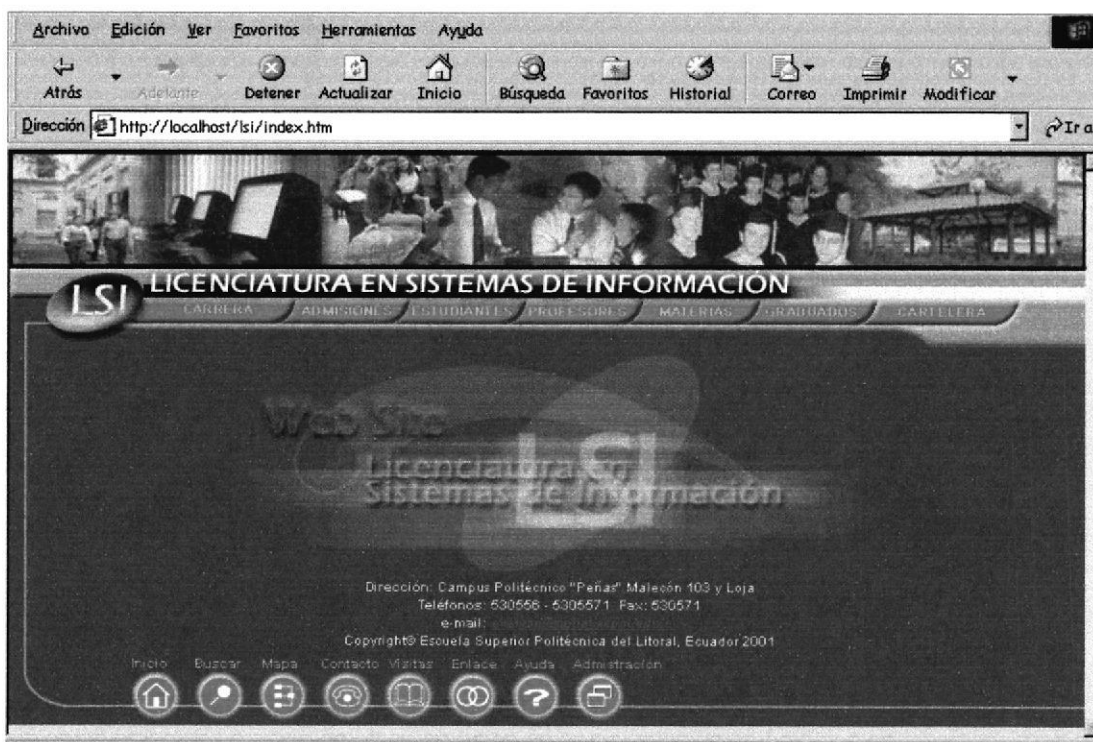 Archivo Edición Ver Favoritos Herramientas Ayuda
Atrás Adelante Detener Actualizar Inicio Búsqueda Favoritos Historial Correo Imprimir Modificar
Dirección http://localhost/lsi/index.htm Ir a
LSI LICENCIATURA EN SISTEMAS DE INFORMACIÓN
CARRERA ADMISIONES ESTUDIANTES PROFESORES MATERIAS GRADUADOS CARTELERA
Web Site
LSI
Licenciatura en
Sistemas de Información
Dirección: Campus Politécnico "Peñas" Malecón 103 y Loja
Teléfonos: 530556 - 5305571 Fax: 530571
e-mail:
Copyright® Escuela Superior Politécnica del Litoral, Ecuador 2001
Inicio Buscar Mapa Contacto Visitas Enlace Ayuda Admistración